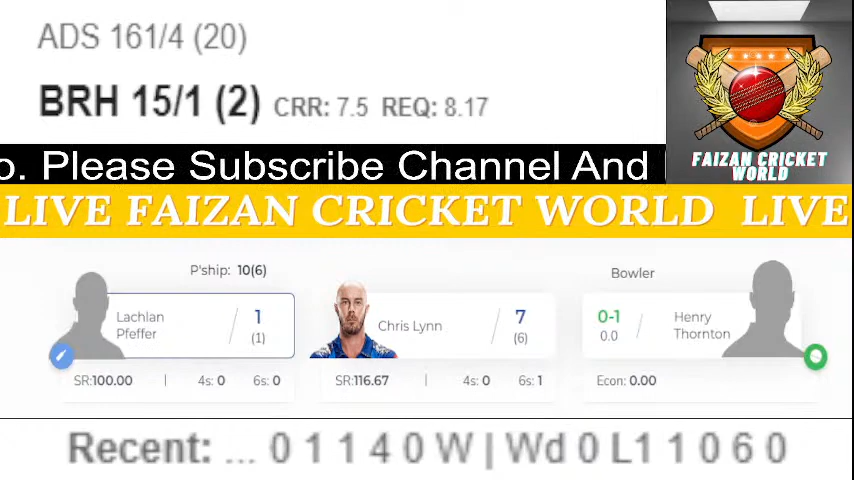 ADS 161/4 (20)
BRH 15/1 (2) CRR: 7.5 REQ: 8.17
FAIZAN CRICKET
WORLD
o. Please Subscribe Channel And
LIVE FAIZAN CRICKET WORLD LIVE
P'ship: 10(6)
Bowler
Lachlan
Pfeffer
1
(1)
Chris Lynn
7
(6)
0-1
0.0
Henry
Thornton
SR:100.00 | 4s: 0 6s: 0
SR:116.67 | 4s: 0 6s: 1
Econ: 0.00
Recent: ... 0 1 1 4 0 W | Wd 0 L1 1 0 6 0